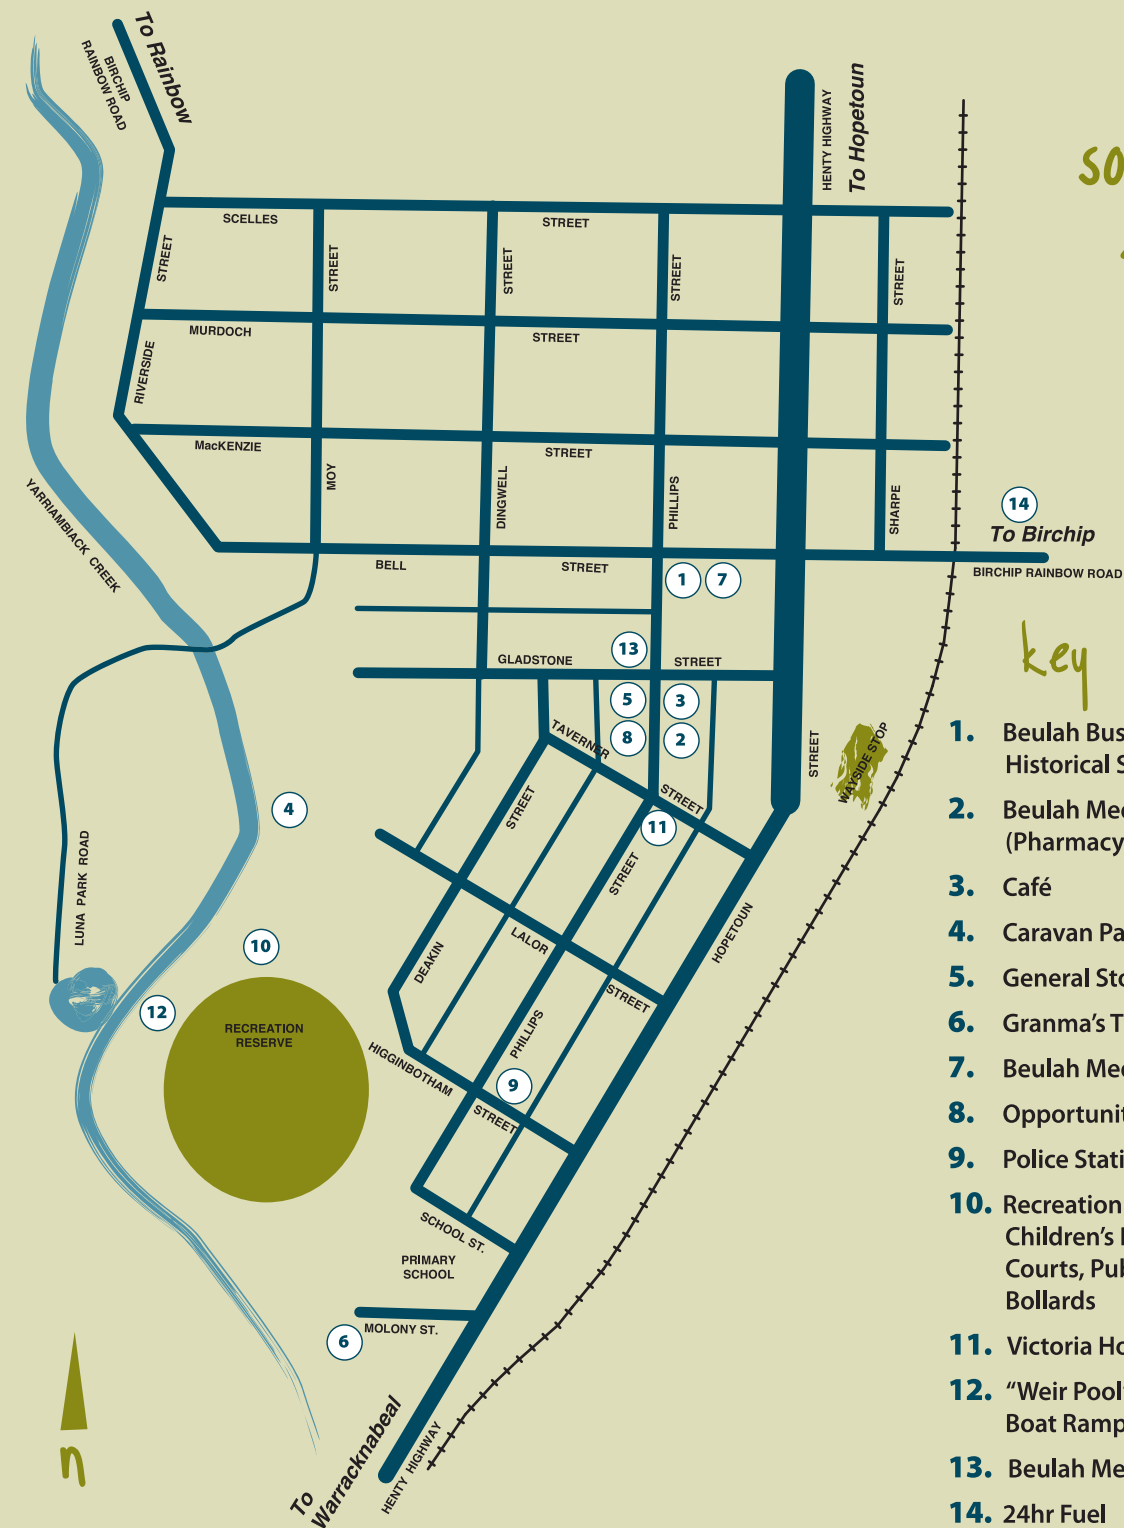 To Rainbow
BIRCHIP
RAINBOW ROAD
HENTY HIGHWAY
To Hopetoun
SCELLES
STREET
STREET
STREET
STREET
STREET
STREET
MURDOCH
STREET
RIVERSIDE
MacKENZIE
STREET
MOY
DINGWELL
PHILLIPS
SHARPE
YARRIAMBIACK CREEK
14
To Birchip
BELL
STREET
BIRCHIP RAINBOW ROAD
1
7
13
GLADSTONE
STREET
5
3
8
2
TAVERNER
STREET
STREET
WAYSIDE STOP
STREET
4
11
STREET
LUNA PARK ROAD
10
DEAKIN
LALOR
STREET
HOPETOUN
12
RECREATION
RESERVE
PHILLIPS
HIGGINBOTHAM
STREET
9
SCHOOL ST.
PRIMARY
SCHOOL
6
MOLONY ST.
To
Warracknabeal
HENTY HIGHWAY
n
key
1. Beulah Bus
Historical S
2. Beulah Med
(Pharmacy
3. Café
4. Caravan Pa
5. General Sto
6. Granma's T
7. Beulah Mec
8. Opportunit
9. Police Stati
10. Recreation
Children's
Courts, Pub
Bollards
11. Victoria Ho
12. "Weir Pool
Boat Ramp
13. Beulah Me
14. 24hr Fuel